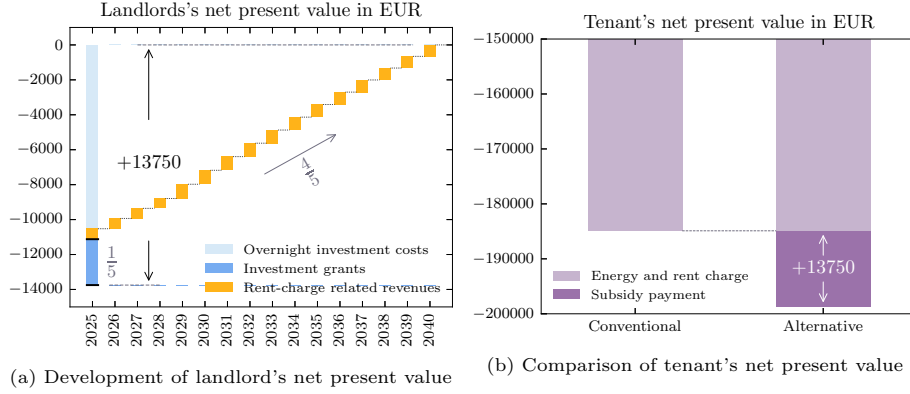 Landlords's net present value in EUR
0
−2000
−4000
−6000
−8000
−10000
−12000
−14000
+13750
4/5
1/5
Overnight investment costs
Investment grants
Rent-charge related revenues
2025 2026 2027 2028 2029 2030 2031 2032 2033 2034 2035 2036 2037 2038 2039 2040
(a) Development of landlord's net present value
Tenant's net present value in EUR
−150000
−160000
−170000
−180000
−190000
−200000
+13750
Energy and rent charge
Subsidy payment
Conventional Alternative
(b) Comparison of tenant's net present value